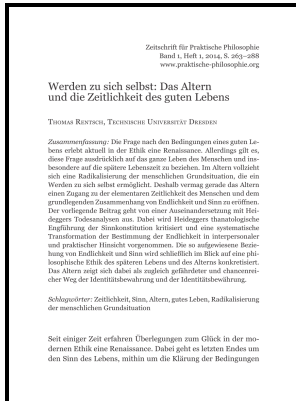 Zeitschrift für Praktische Philosophie
Band 1, Heft 1, 2014, S. 263–288
www.praktische-philosophie.org
Werden zu sich selbst: Das Altern
und die Zeitlichkeit des guten Lebens
Thomas Rentsch, Technische Universität Dresden
Zusammenfassung: Die Frage nach den Bedingungen eines guten Le-
bens erlebt aktuell in der Ethik eine Renaissance. Allerdings gilt es,
diese Frage ausdrücklich auf das ganze Leben des Menschen und ins-
besondere auf die spätere Lebenszeit zu beziehen. Im Altern vollzieht
sich eine Radikalisierung der menschlichen Grundsituation, die ein
Werden zu sich selbst ermöglicht. Deshalb vermag gerade das Altern
einen Zugang zu der elementaren Zeitlichkeit des Menschen und dem
grundlegenden Zusammenhang von Endlichkeit und Sinn zu eröffnen.
Der vorliegende Beitrag geht von einer Auseinandersetzung mit Hei-
deggers Todesanalysen aus. Dabei wird Heideggers thanatologische
Engführung der Sinnkonstitution kritisiert und eine systematische
Transformation der Bestimmung der Endlichkeit in interpersonaler
und praktischer Hinsicht vorgenommen. Die so aufgewiesene Bezie-
hung von Endlichkeit und Sinn wird schließlich im Blick auf eine phi-
losophische Ethik des späteren Lebens und des Alterns konkretisiert.
Das Altern zeigt sich dabei als zugleich gefährdeter und chancenrei-
cher Weg der Identitätsbewahrung und der Identitätsbewährung.
Schlagwörter: Zeitlichkeit, Sinn, Altern, gutes Leben, Radikalisierung
der menschlichen Grundsituation
Seit einiger Zeit erfahren Überlegungen zum Glück in der mo-
dernen Ethik eine Renaissance. Dabei geht es letzten Endes um
den Sinn des Lebens, mithin um die Klärung der Bedingungen